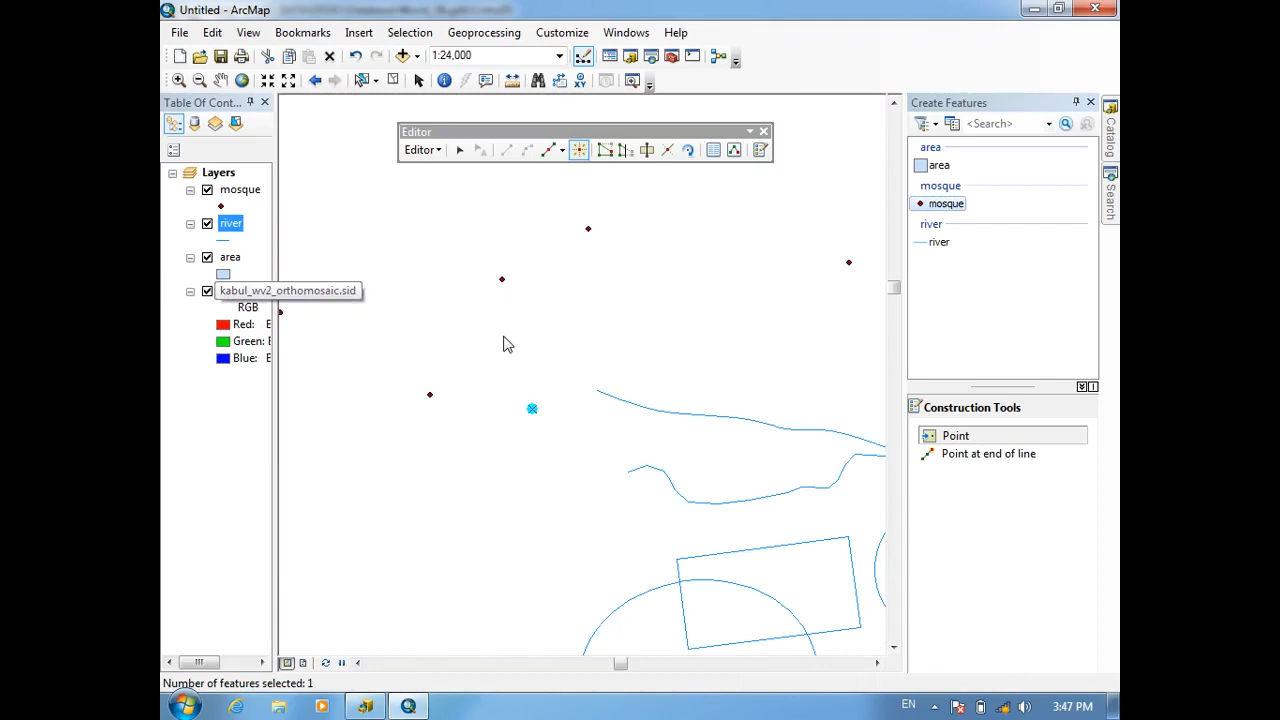 Untitled - ArcMap
File Edit View Bookmarks Insert Selection Geoprocessing Customize Windows Help
1:24,000
Table Of Cont...
Layers
mosque
river
area
kabul_wv2_orthomosaic.sid
RGB
Red:
Green:
Blue:
Editor
Editor
Create Features
<Search>
area
area
mosque
mosque
river
river
Construction Tools
Point
Point at end of line
Catalog
Search
Number of features selected: 1
EN
3:47 PM